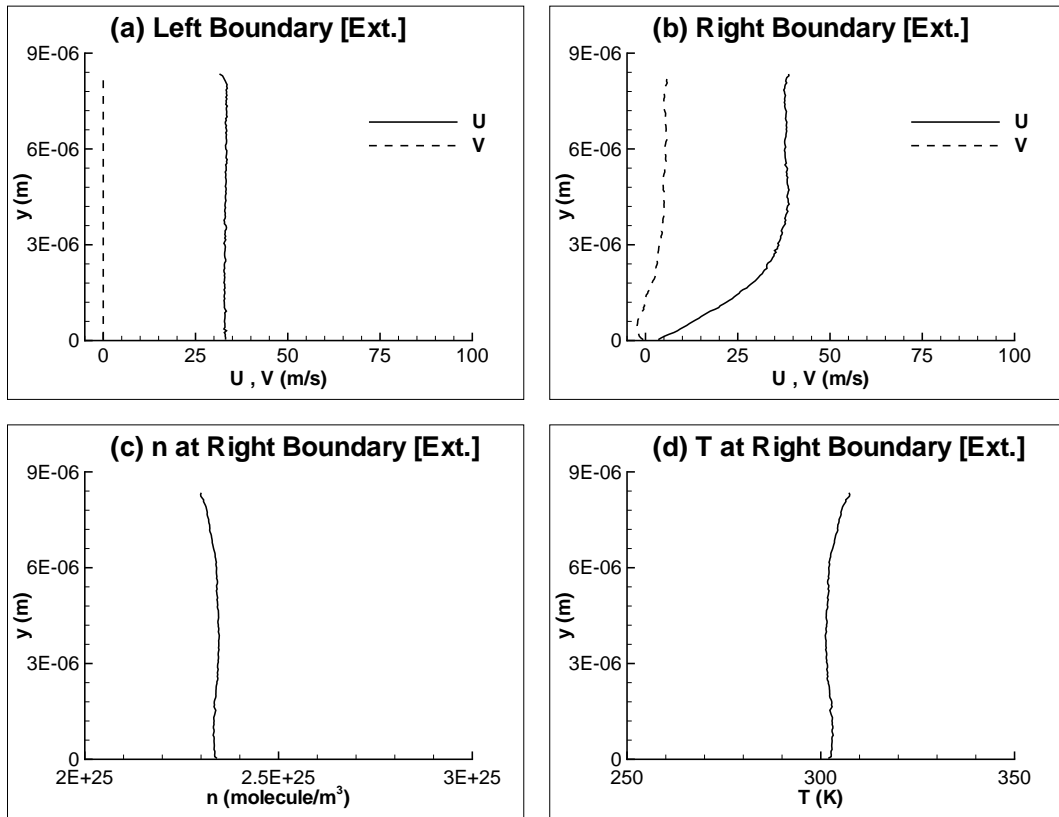 (a) Left Boundary [Ext.]
9E-06
6E-06
3E-06
0
y (m)
U
V
0 25 50 75 100
U , V (m/s)
(b) Right Boundary [Ext.]
9E-06
6E-06
3E-06
0
y (m)
U
V
0 25 50 75 100
U , V (m/s)
(c) n at Right Boundary [Ext.]
9E-06
6E-06
3E-06
0
y (m)
2E+25 2.5E+25 3E+25
n (molecule/m³)
(d) T at Right Boundary [Ext.]
9E-06
6E-06
3E-06
0
y (m)
250 300 350
T (K)